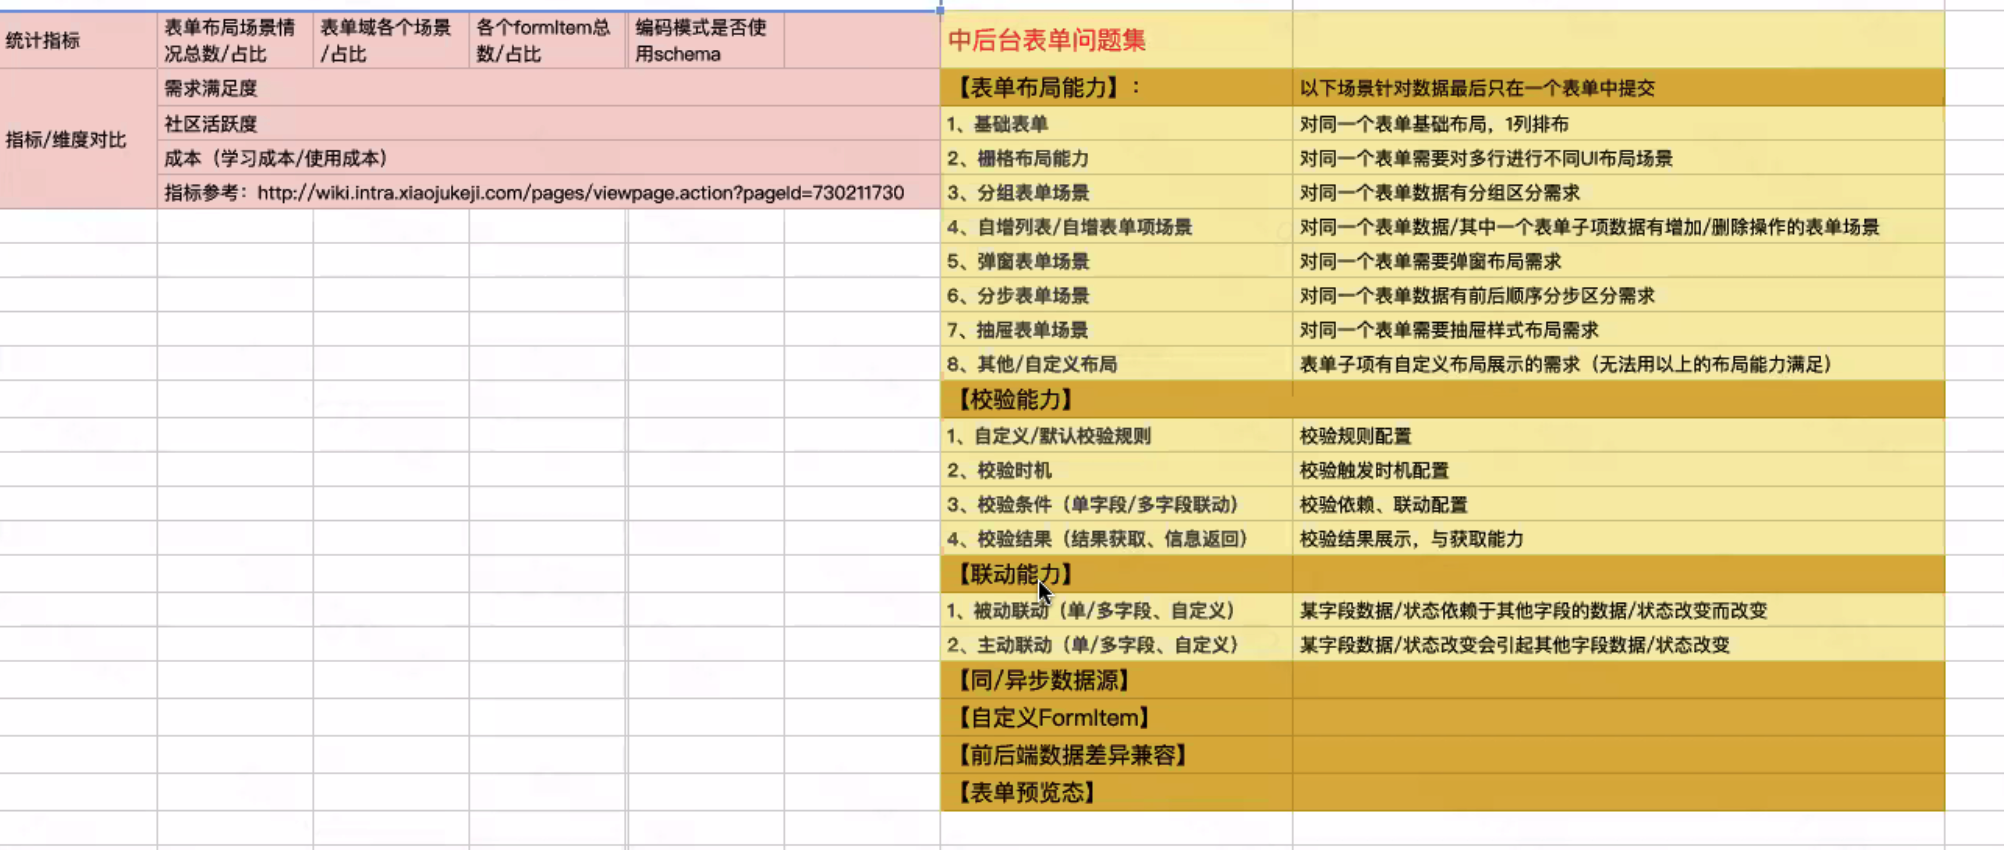 统计指标
表单布局场景情
况总数/占比
表单域各个场景
/占比
各个formItem总
数/占比
编码模式是否使
用schema
指标/维度对比
需求满足度
社区活跃度
成本（学习成本/使用成本）
指标参考：http://wiki.intra.xiaojukeji.com/pages/viewpage.action?pageId=730211730
中后台表单问题集
【表单布局能力】：
以下场景针对数据最后只在一个表单中提交
1、基础表单
对同一个表单基础布局，1列排布
2、栅格布局能力
对同一个表单需要对多行进行不同UI布局场景
3、分组表单场景
对同一个表单数据有分组区分需求
4、自增列表/自增表单项场景
对同一个表单数据/其中一个表单子项数据有增加/删除操作的表单场景
5、弹窗表单场景
对同一个表单需要弹窗布局需求
6、分步表单场景
对同一个表单数据有前后顺序分步区分需求
7、抽屉表单场景
对同一个表单需要抽屉样式布局需求
8、其他/自定义布局
表单子项有自定义布局展示的需求（无法用以上的布局能力满足）
【校验能力】
1、自定义/默认校验规则
校验规则配置
2、校验时机
校验触发时机配置
3、校验条件（单字段/多字段联动）
校验依赖、联动配置
4、校验结果（结果获取、信息返回）
校验结果展示，与获取能力
【联动能力】
1、被动联动（单/多字段、自定义）
某字段数据/状态依赖于其他字段的数据/状态改变而改变
2、主动联动（单/多字段、自定义）
某字段数据/状态改变会引起其他字段数据/状态改变
【同/异步数据源】
【自定义FormItem】
【前后端数据差异兼容】
【表单预览态】